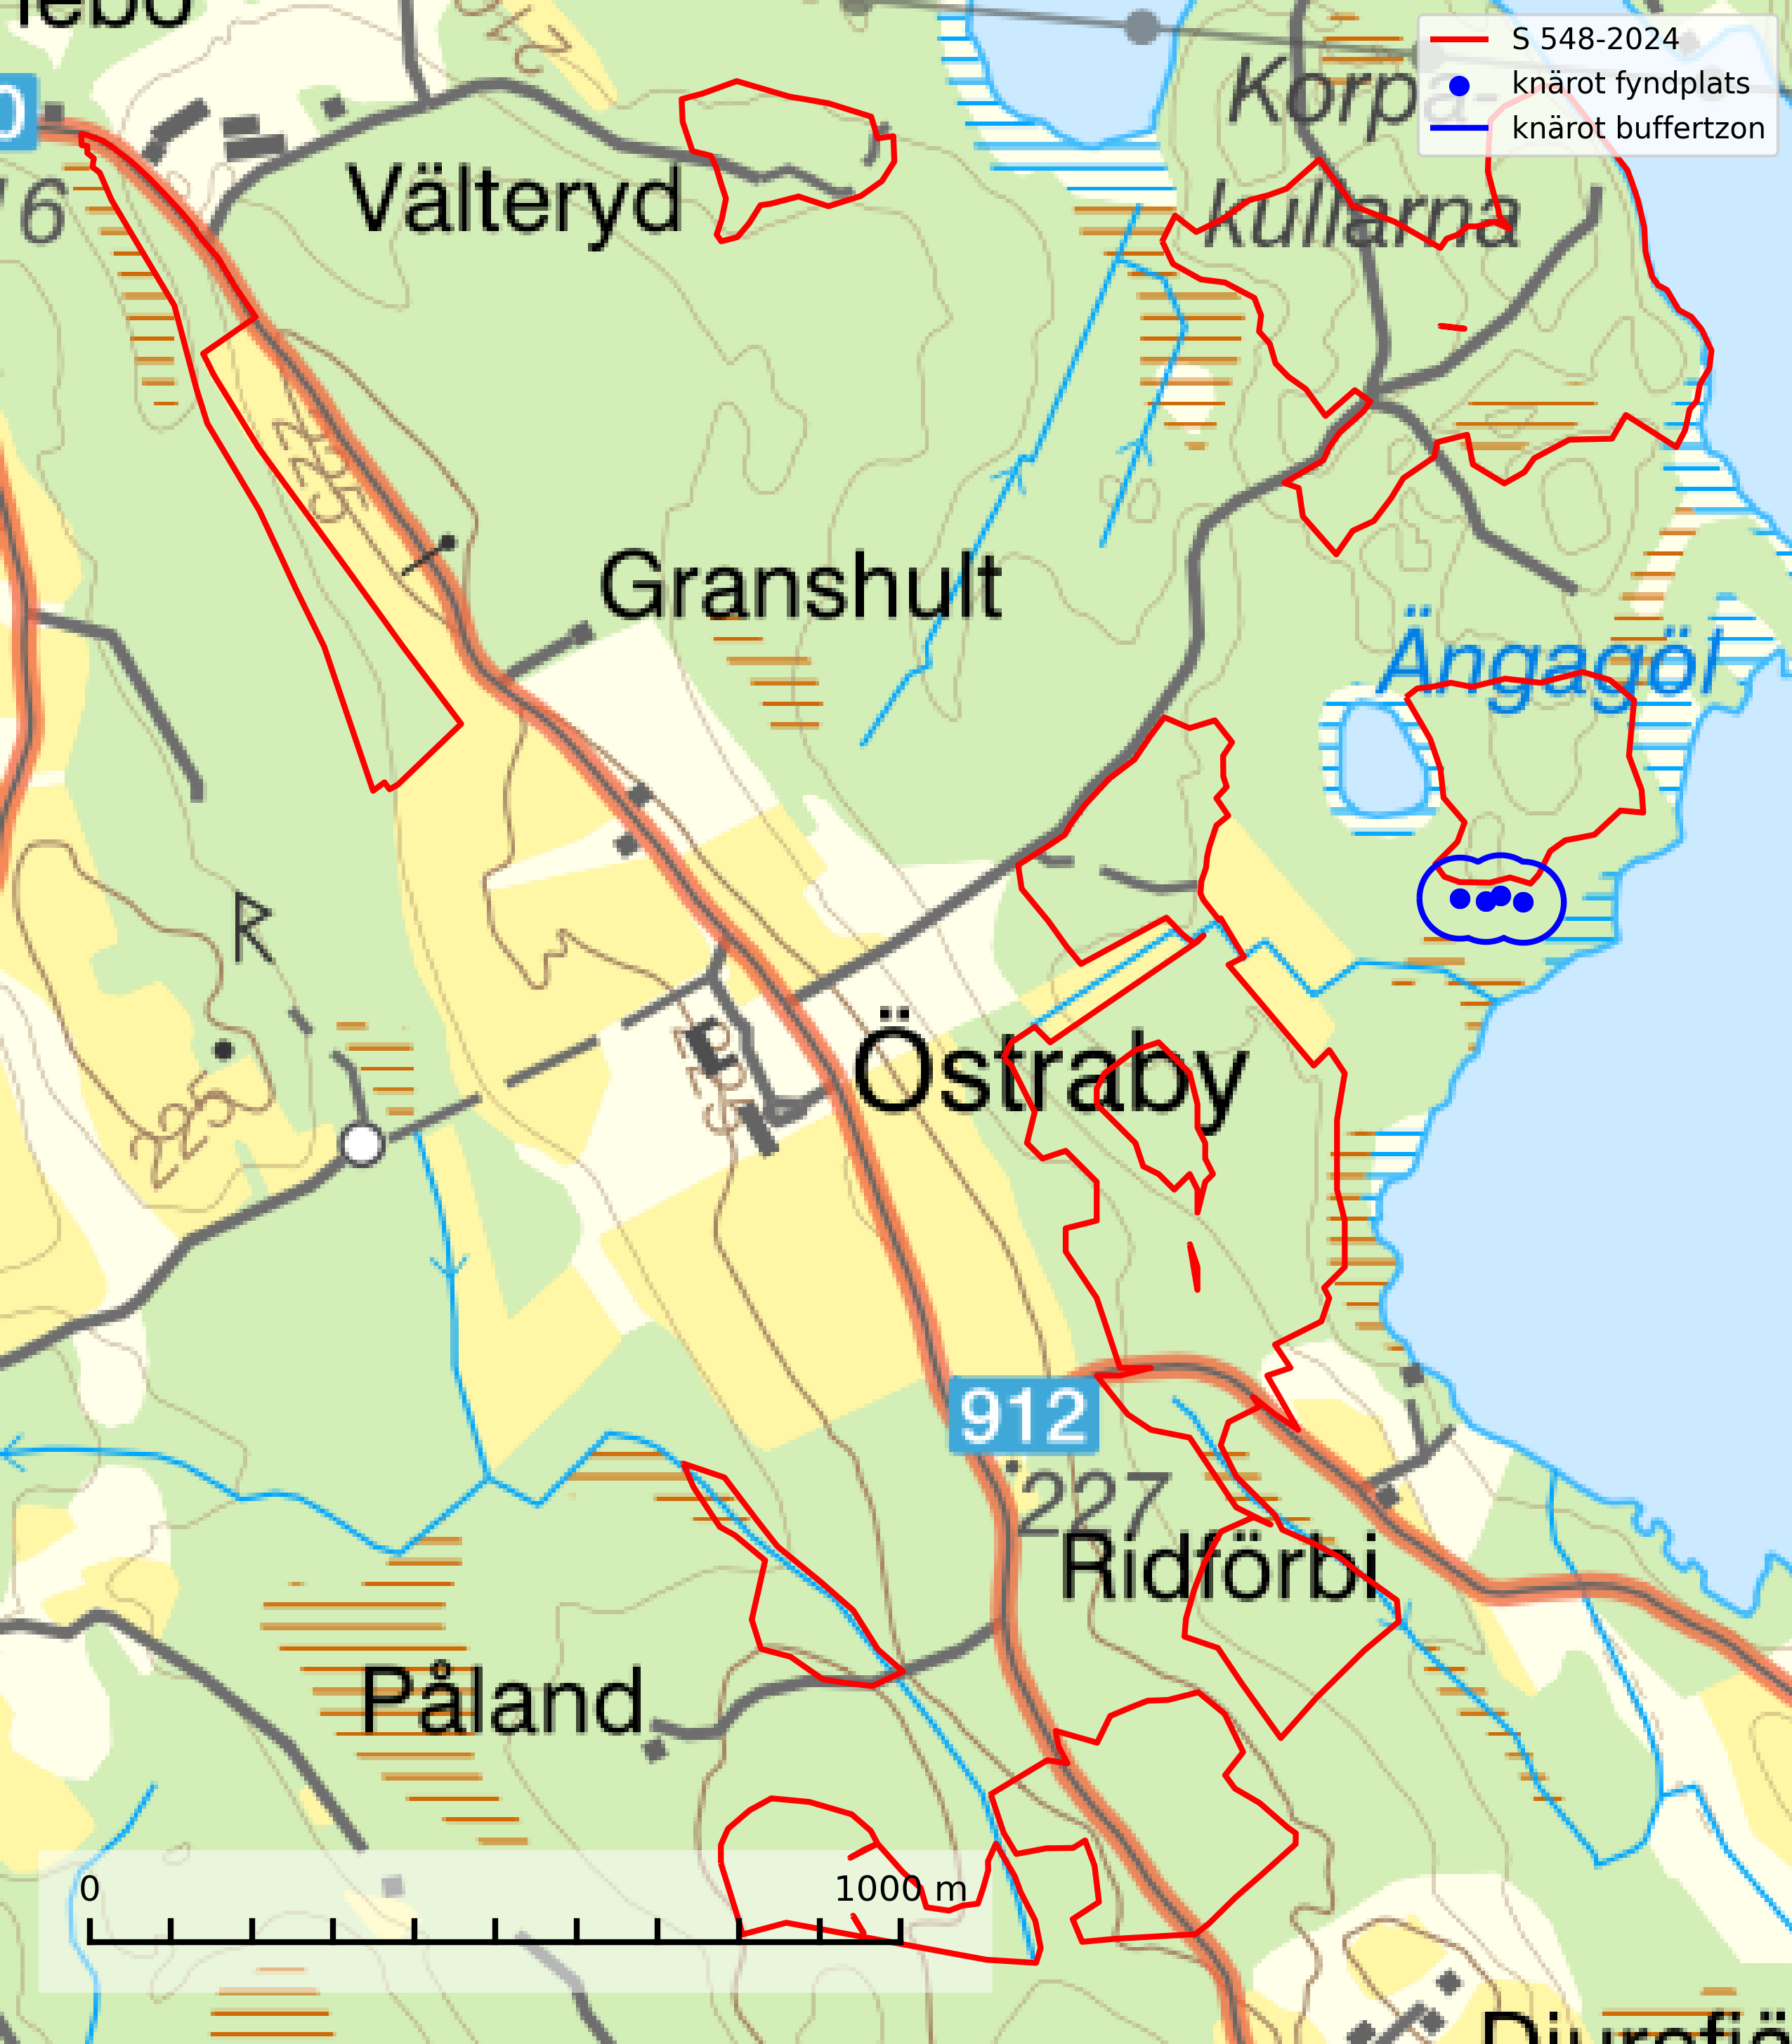 210
S 548-2024
knärot fyndplats
knärot buffertzon
Korpa-
kullarna
Välteryd
225
Granshult
Ängagöl
R
Östraby
225
225
912
227
Ridförbi
Påland
0
1000 m